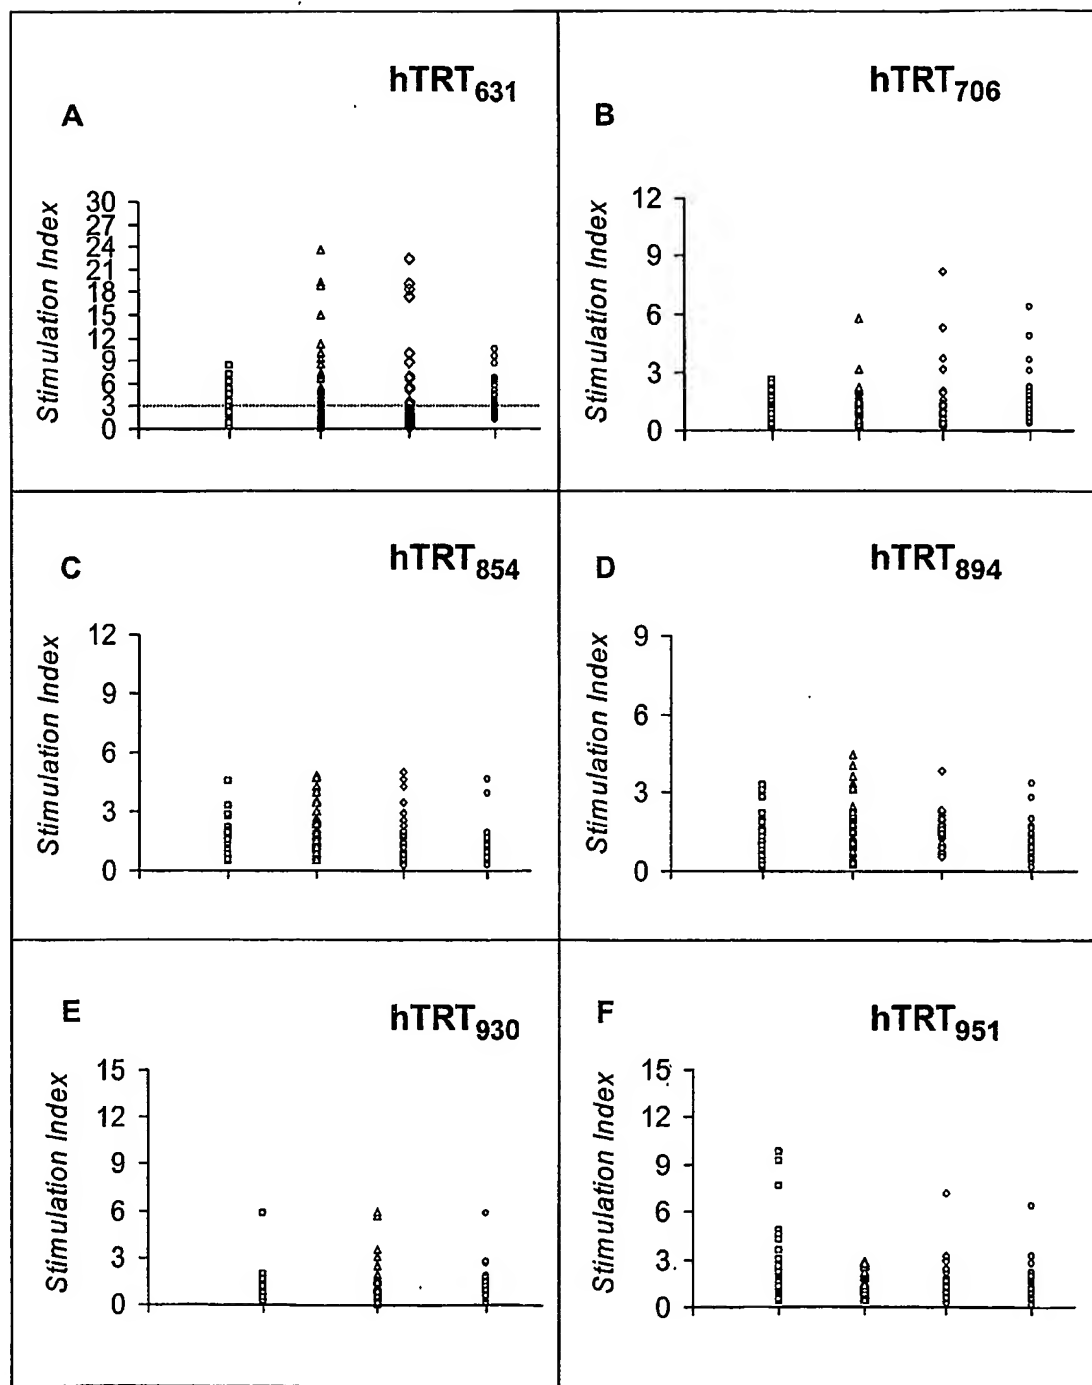 hTRT631
A
Stimulation Index
30
27
24
21
18
15
12
9
6
3
0
hTRT706
B
Stimulation Index
12
9
6
3
0
hTRT854
C
Stimulation Index
12
9
6
3
0
hTRT894
D
Stimulation Index
9
6
3
0
hTRT930
E
Stimulation Index
15
12
9
6
3
0
hTRT951
F
Stimulation Index
15
12
9
6
3
0